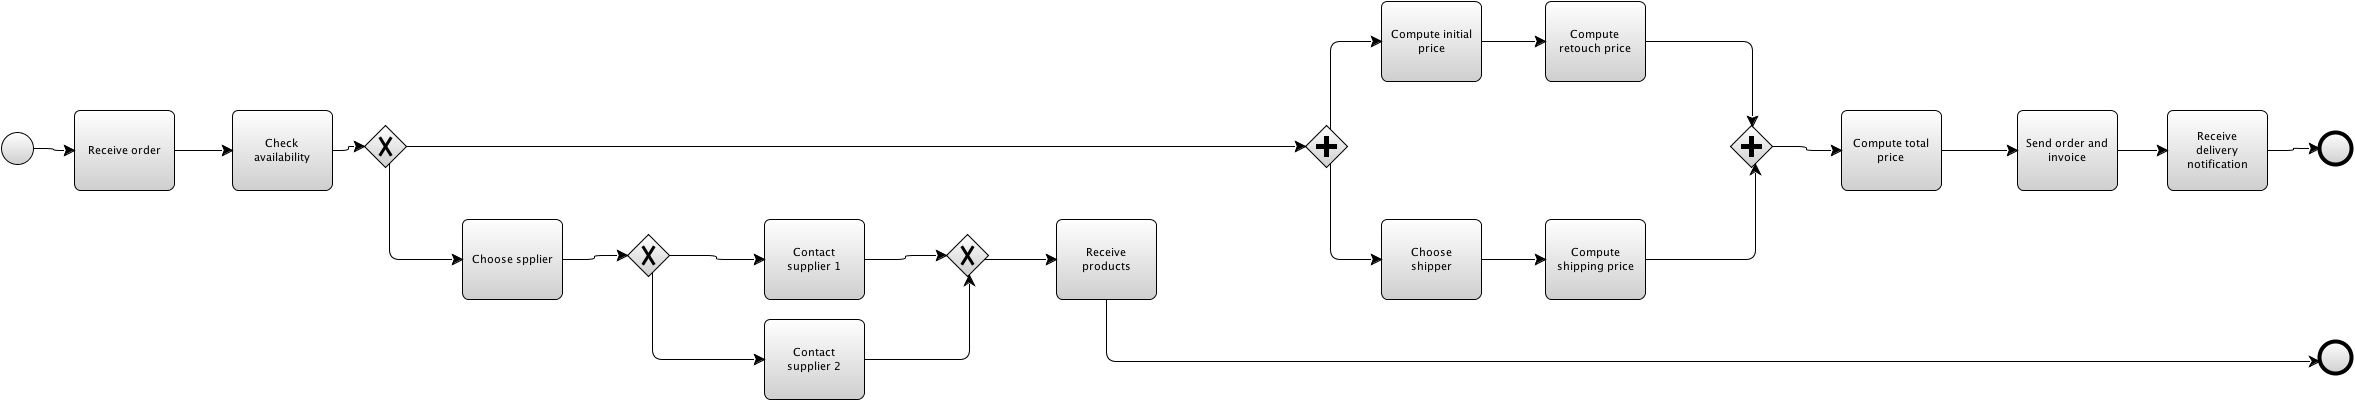 Receive order
Check
availability
Choose spplier
Contact
supplier 1
Contact
supplier 2
Receive
products
Compute initial
price
Compute
retouch price
Choose
shipper
Compute
shipping price
Compute total
price
Send order and
invoice
Receive
delivery
notification